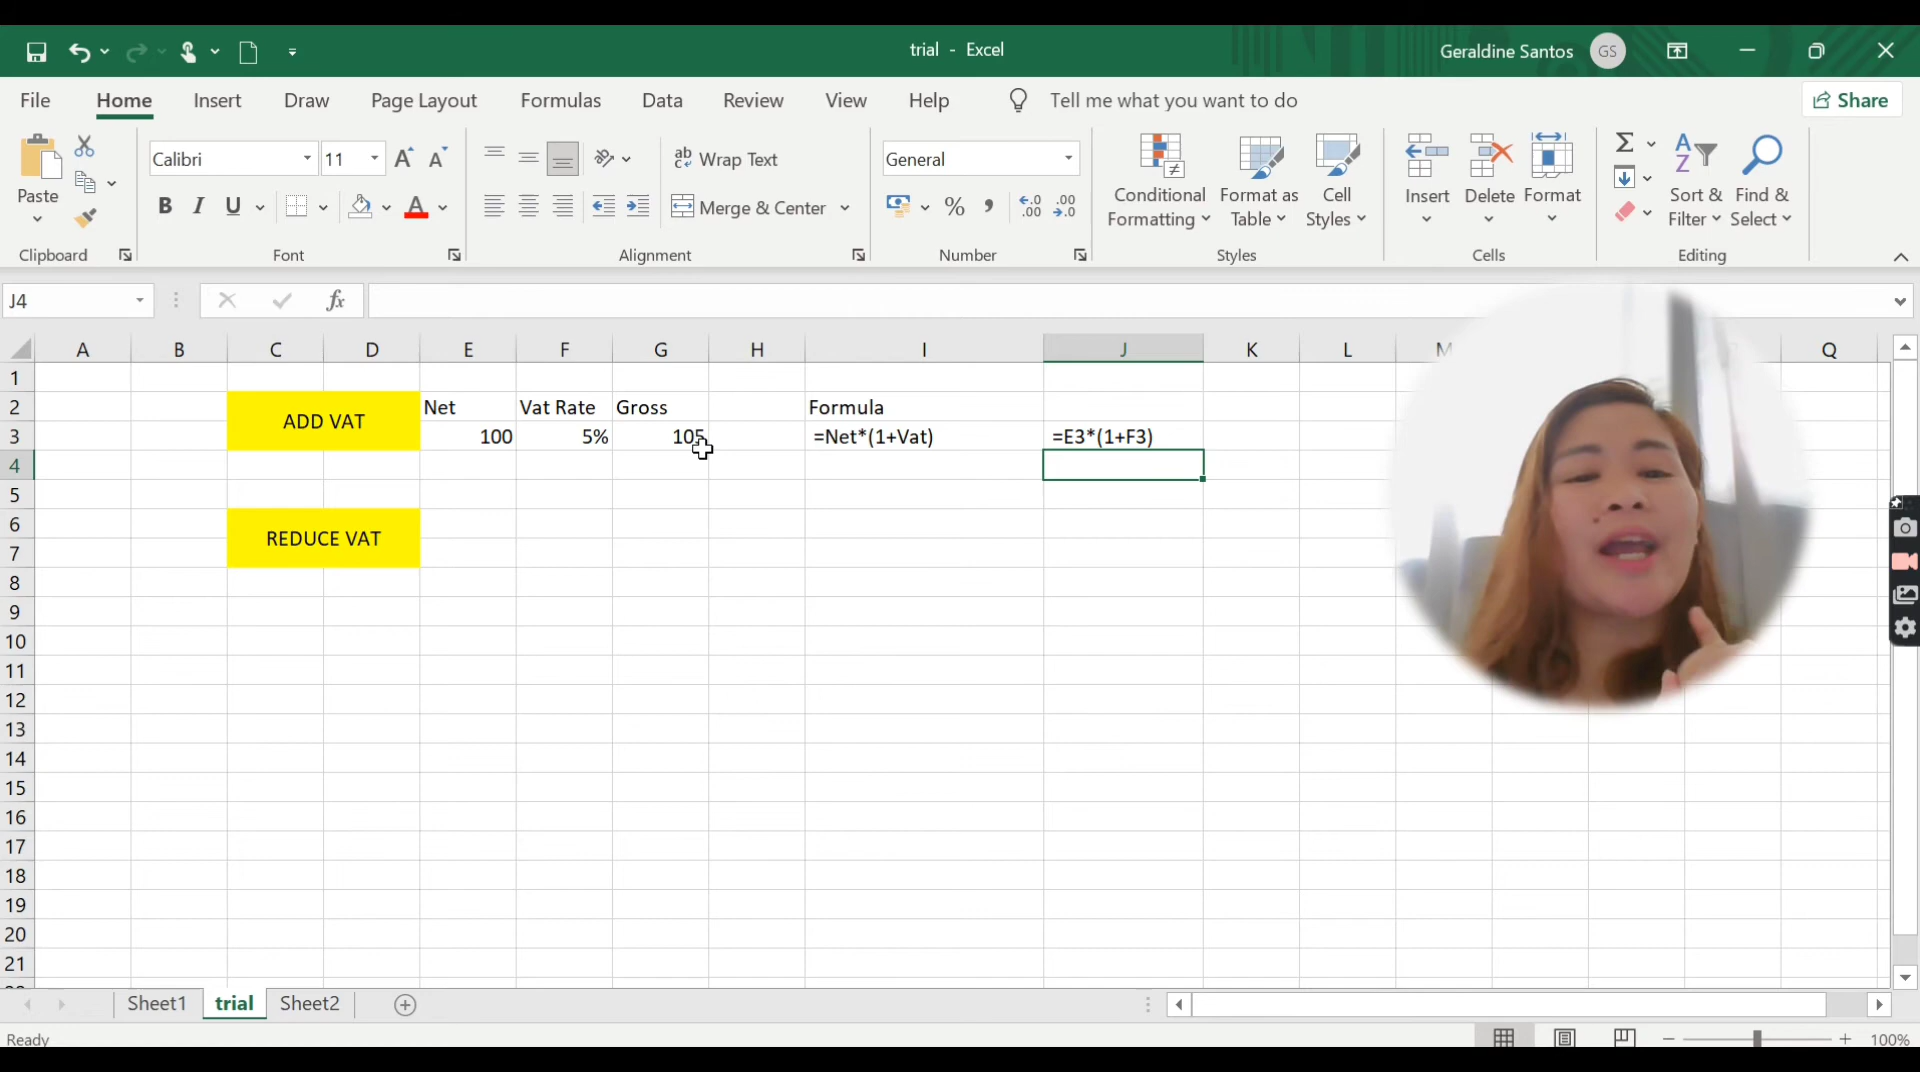 trial - Excel
Geraldine Santos GS
File Home Insert Draw Page Layout Formulas Data Review View Help Tell me what you want to do Share
Calibri 11 A A Wrap Text General
Paste B I U A Merge & Center % , Conditional Formatting Format as Table Cell Styles Insert Delete Format Sort & Filter Find & Select
Clipboard Font Alignment Number Styles Cells Editing
J4 fx
A B C D E F G H I J K L M Q
1
2 ADD VAT Net Vat Rate Gross Formula
3 100 5% 105 =Net*(1+Vat) =E3*(1+F3)
4
5
6 REDUCE VAT
7
8
9
10
11
12
13
14
15
16
17
18
19
20
21
Sheet1 trial Sheet2
Ready 100%